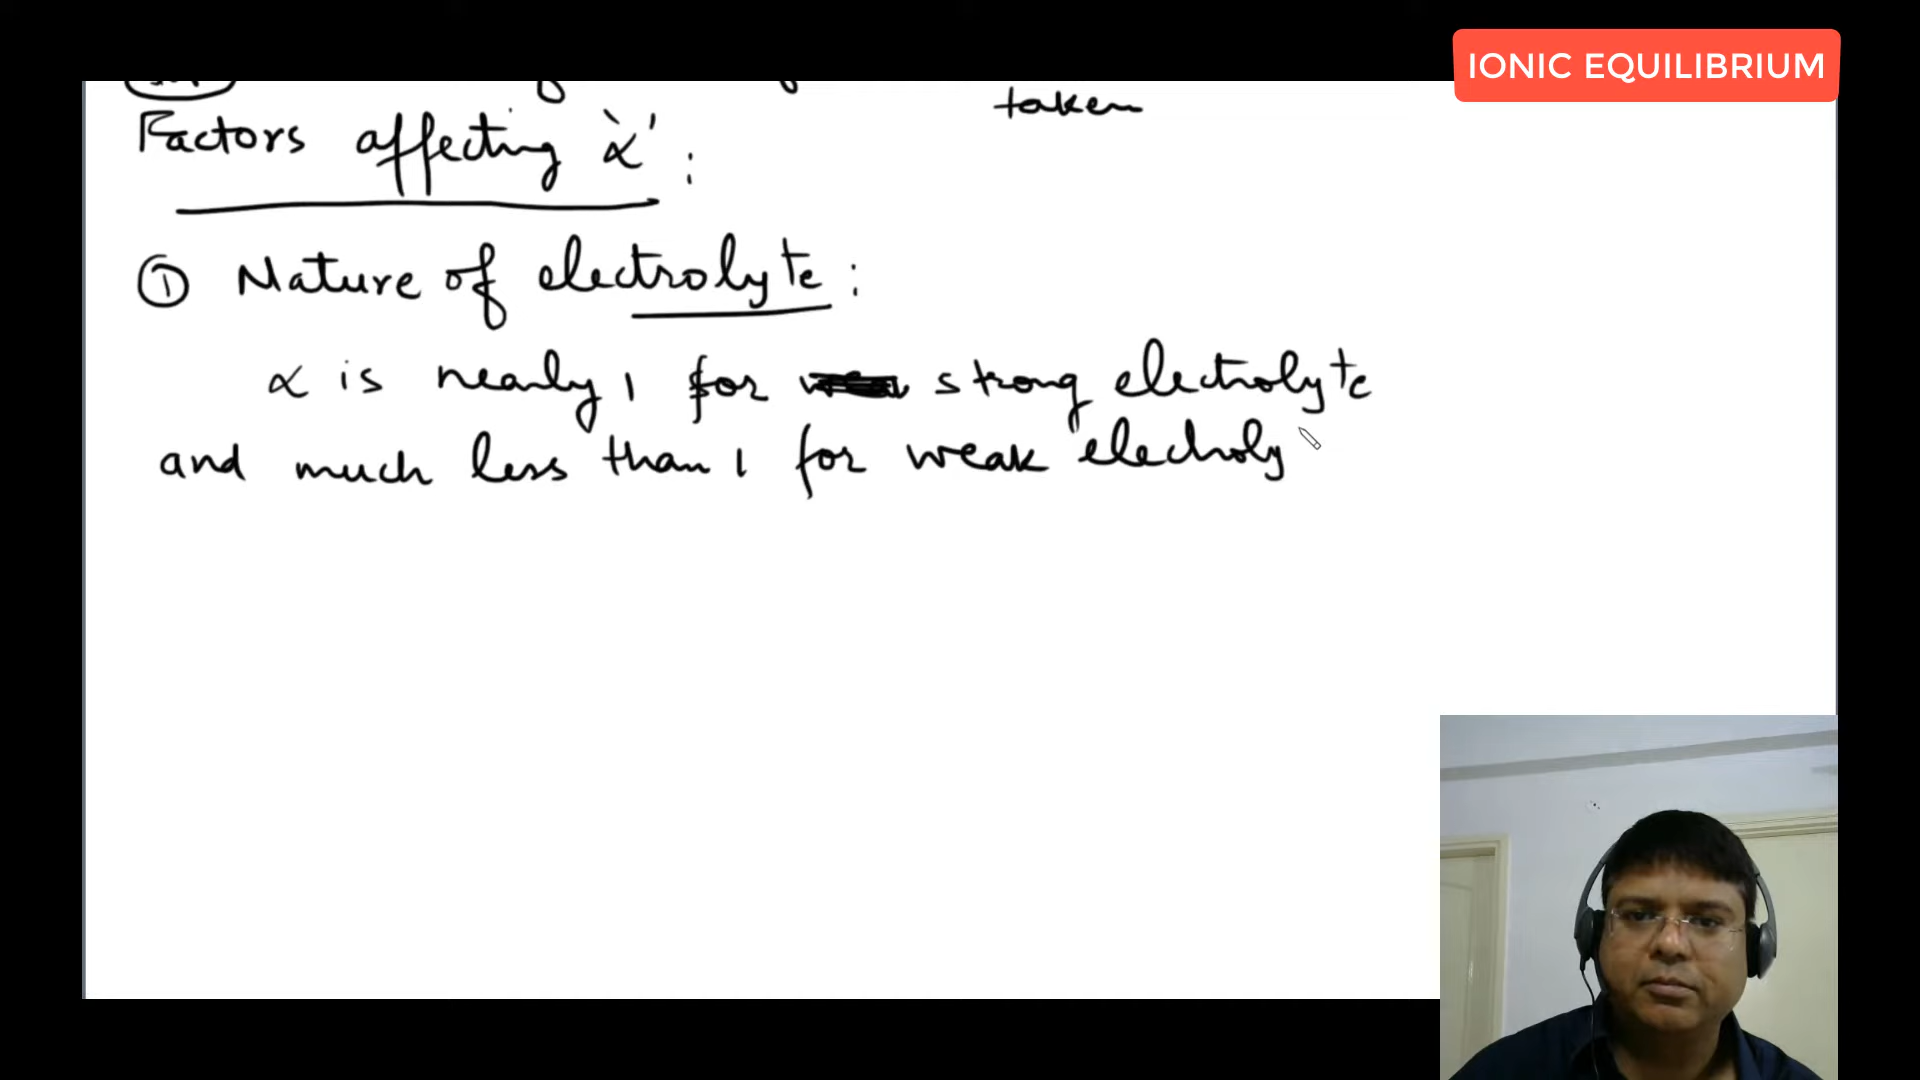 IONIC EQUILIBRIUM
taken
Factors affecting 'α' :
① Nature of electrolyte :
α is nearly 1 for strong electrolyte
and much less than 1 for weak electroly